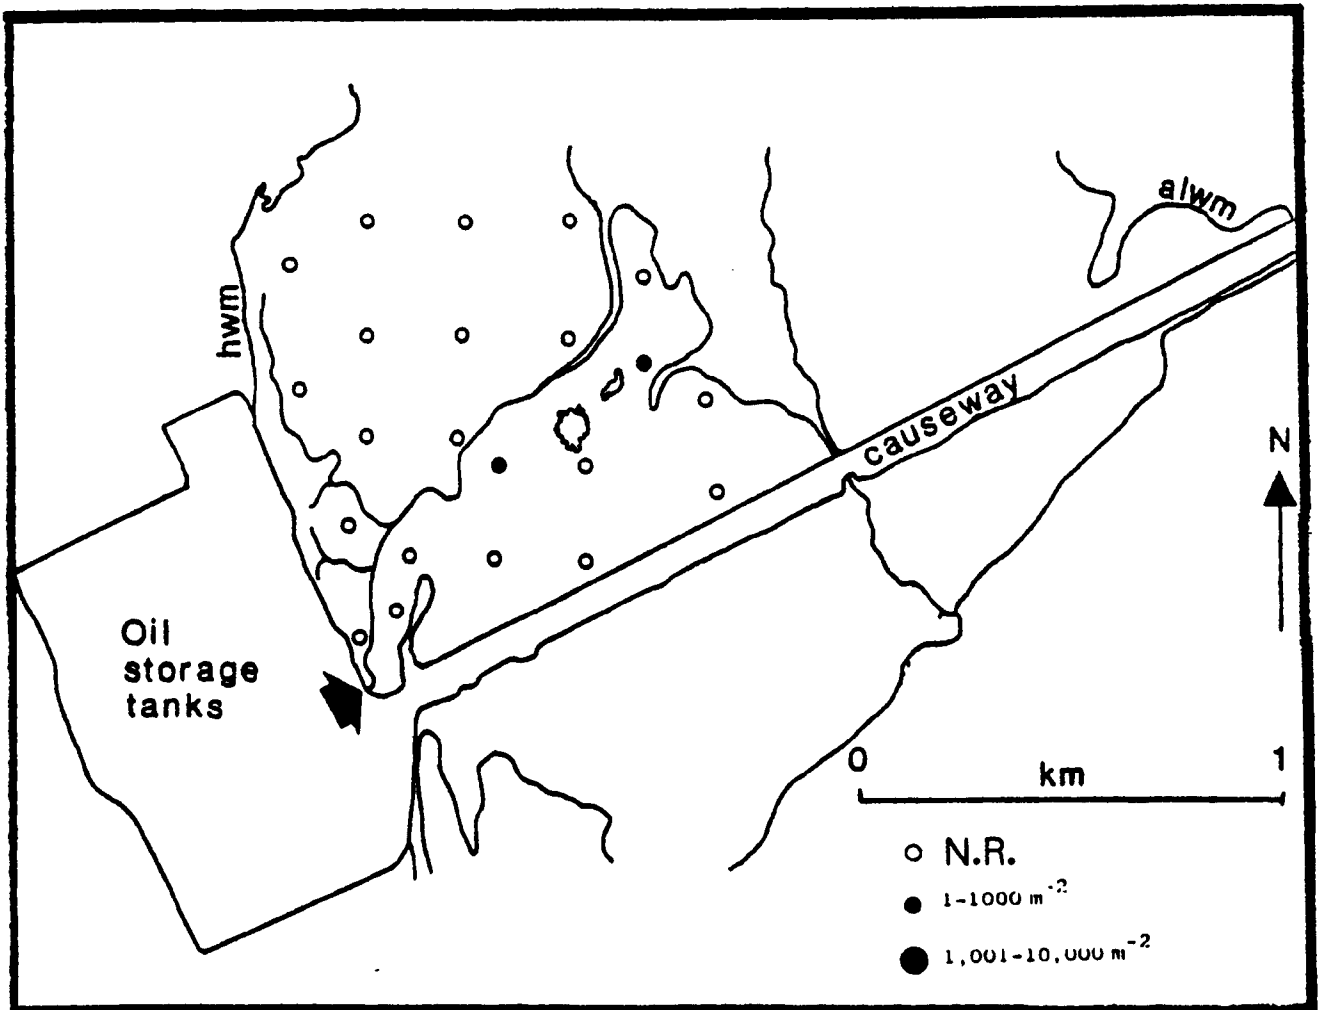 alwm
hwm
causeway
N
Oil
storage
tanks
0 1
km
N.R.
1-1000 m⁻²
1,001-10,000 m⁻²